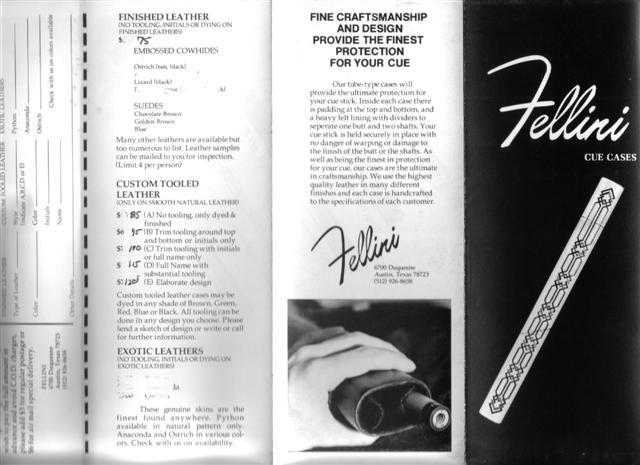 CUSTOM TOOLED LEATHER
EXOTIC LEATHERS
Type of Leather
Color
Other Details
Style
(indicate A,B,C,D or E)
Color
Initials
Name
Python
Anaconda
Ostrich
Check with us on colors available
advance and avoid C.O.D. charges,
please add $3 for regular postage or
$6 for air mail special delivery.
FELLINI
6700 Duquesne
Austin, Texas 78723
(512) 926-8658
FINISHED LEATHER
(NO TOOLING, INITIALS OR DYING ON
FINISHED LEATHERS)
$ 75
EMBOSSED COWHIDES
Ostrich (tan, black)
Lizard (black)
SUEDES
Chocolate Brown
Golden Brown
Blue
Many other leathers are available but
too numerous to list. Leather samples
can be mailed to you for inspection.
(Limit 4 per person)
CUSTOM TOOLED
LEATHER
(ONLY ON SMOOTH NATURAL LEATHER)
$ 85 (A) No tooling, only dyed &
finished
$ 95 (B) Trim tooling around top
and bottom or initials only
$ 100 (C) Trim tooling with initials
or full name only
$ 115 (D) Full Name with
substantial tooling
$ 120 (E) Elaborate design
Custom tooled leather cases may be
dyed in any shade of Brown, Green,
Red, Blue or Black. All tooling can be
done in any design you choose. Please
send a sketch of design or write or call
for further information.
EXOTIC LEATHERS
(NO TOOLING, INITIALS OR DYING ON
EXOTIC LEATHERS)
These genuine skins are the
finest found anywhere. Python
available in natural pattern only.
Anaconda and Ostrich in various col-
ors. Check with us on availability.
FINE CRAFTSMANSHIP
AND DESIGN
PROVIDE THE FINEST
PROTECTION
FOR YOUR CUE
Our tube-type cases will
provide the ultimate protection for
your cue stick. Inside each case there
is padding at the top and bottom, and
a heavy felt lining with dividers to
seperate one butt and two shafts. Your
cue stick is held securely in place with
no danger of warping or damage to
the finish of the butt or the shafts. As
well as being the finest in protection
for your cue, our cases are the ultimate
in craftsmanship. We use the highest
quality leather in many different
finishes and each case is handcrafted
to the specifications of each customer.
Fellini
6700 Duquesne
Austin, Texas 78723
(512) 926-8658
Fellini
CUE CASES